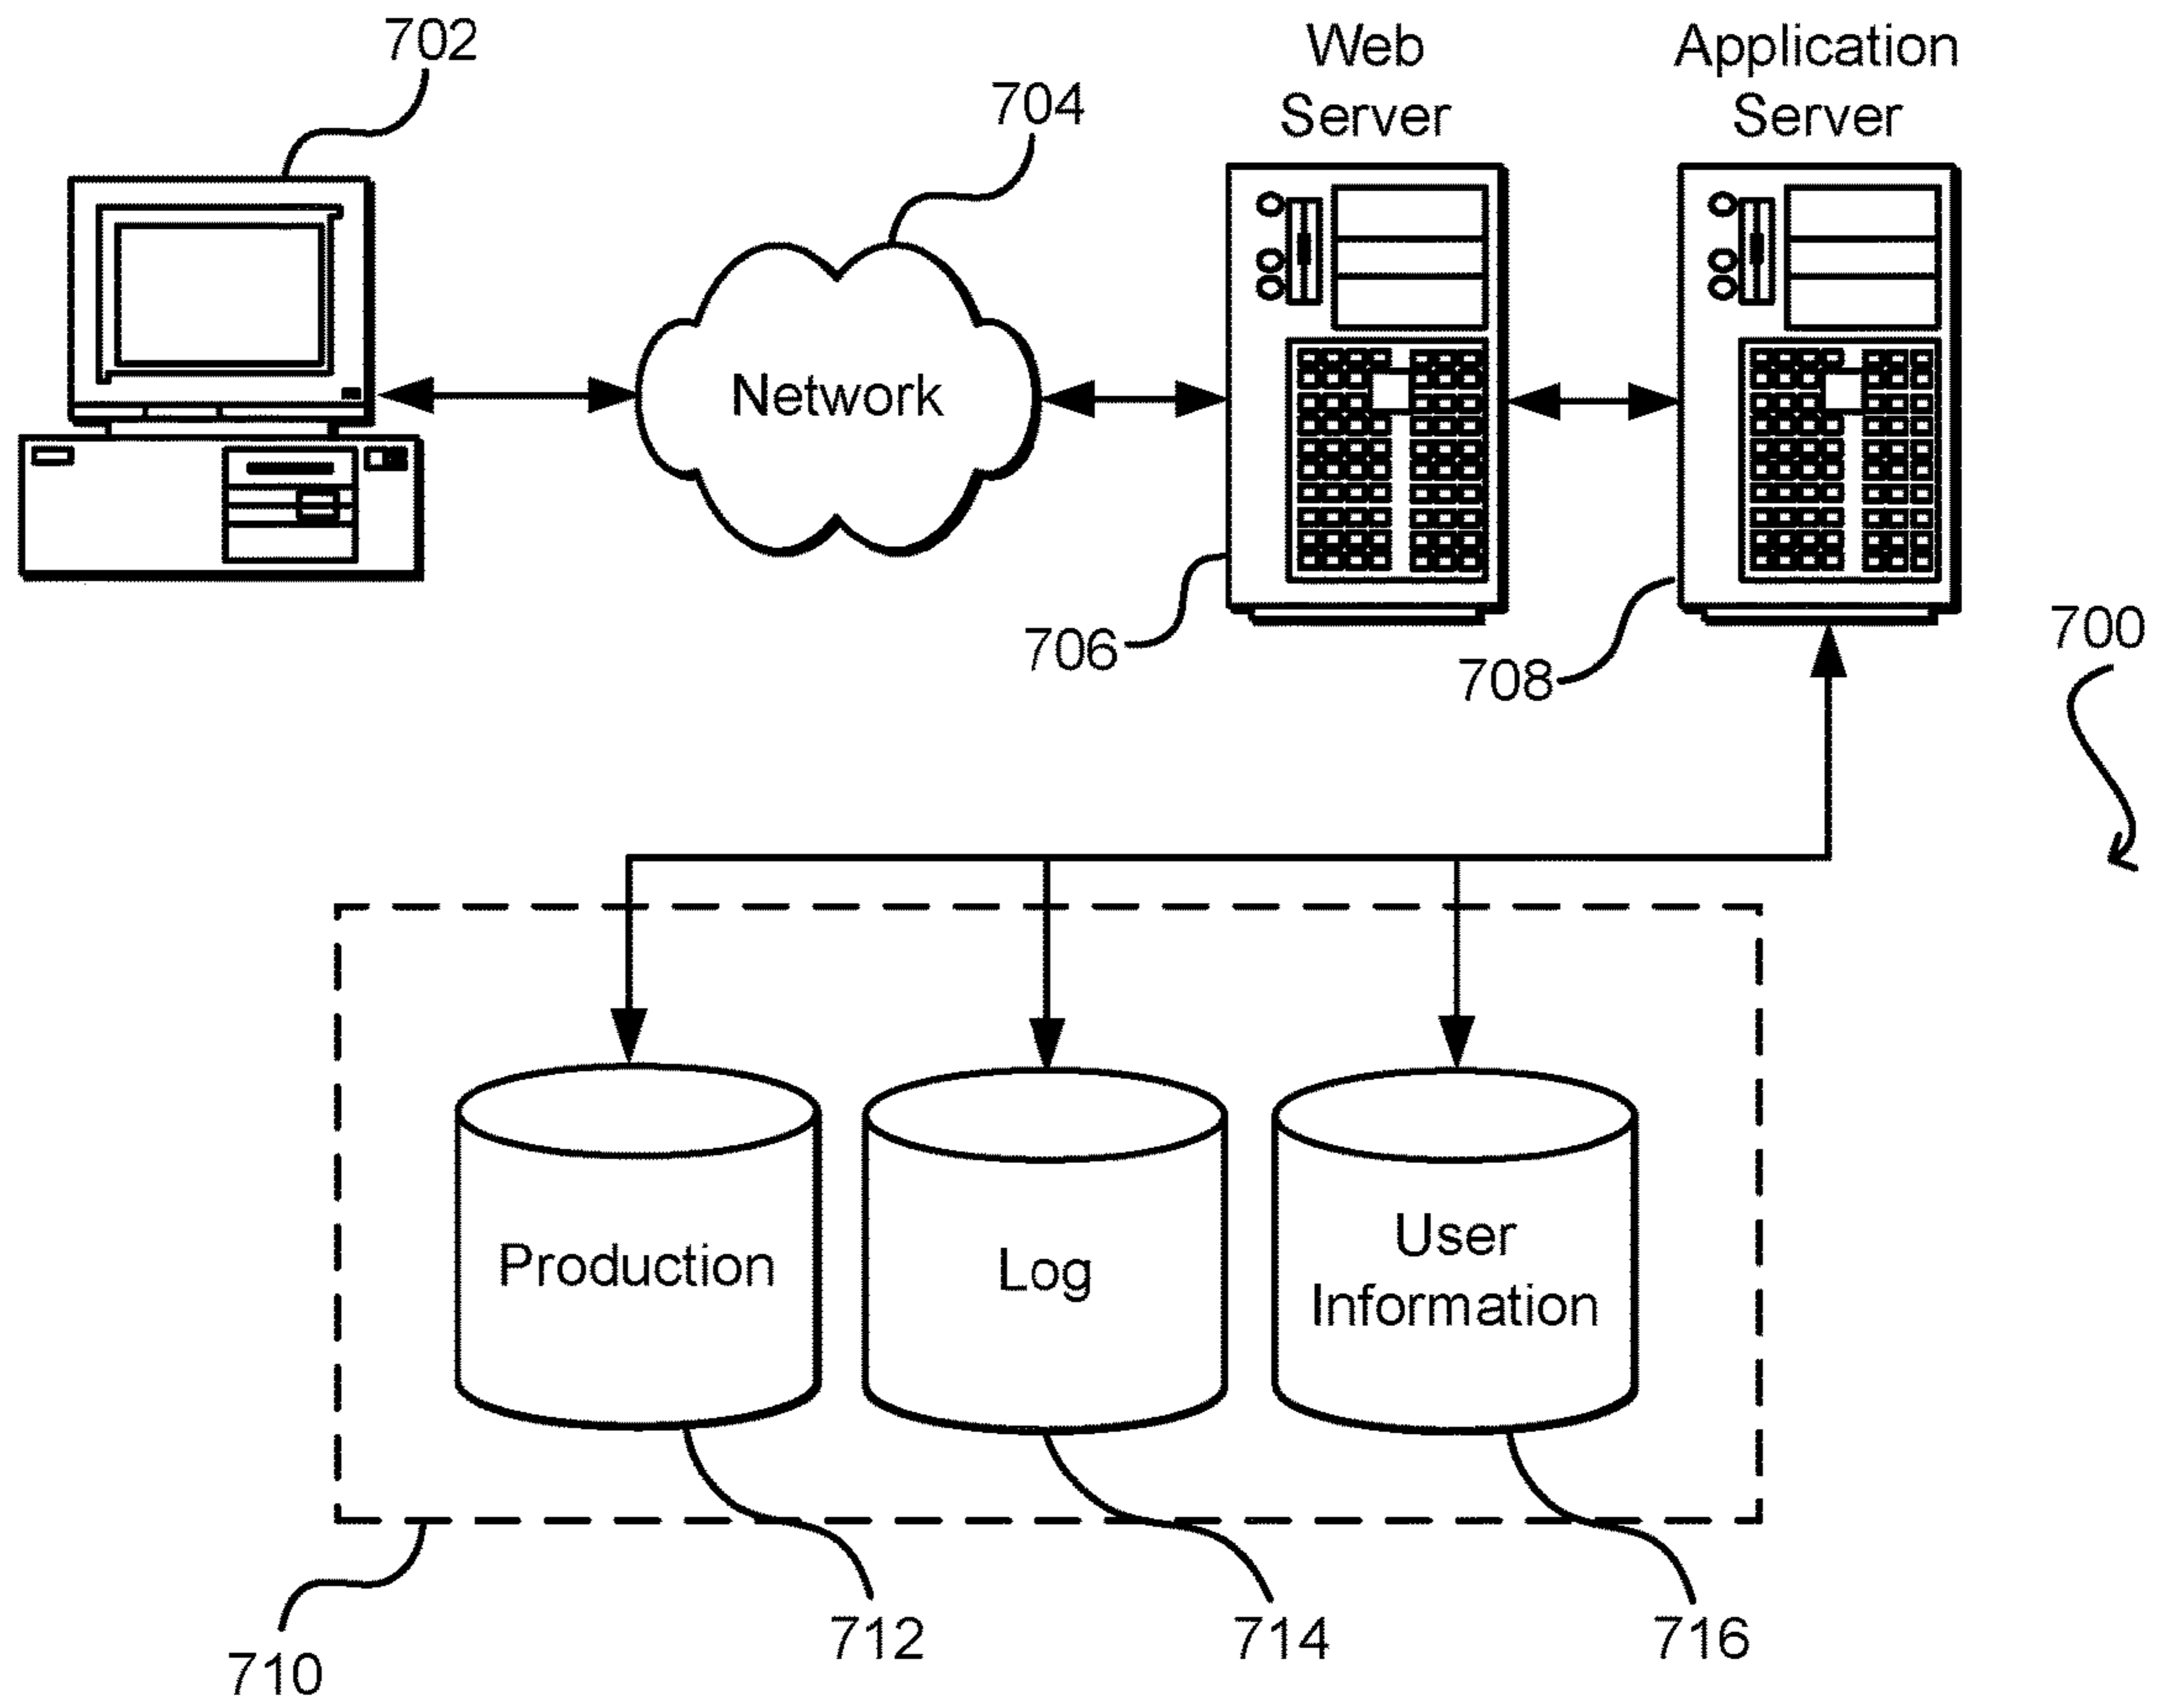 702
704
Web
Server
Application
Server
Network
706
708
700
Production
Log
User
Information
712
714
716
710